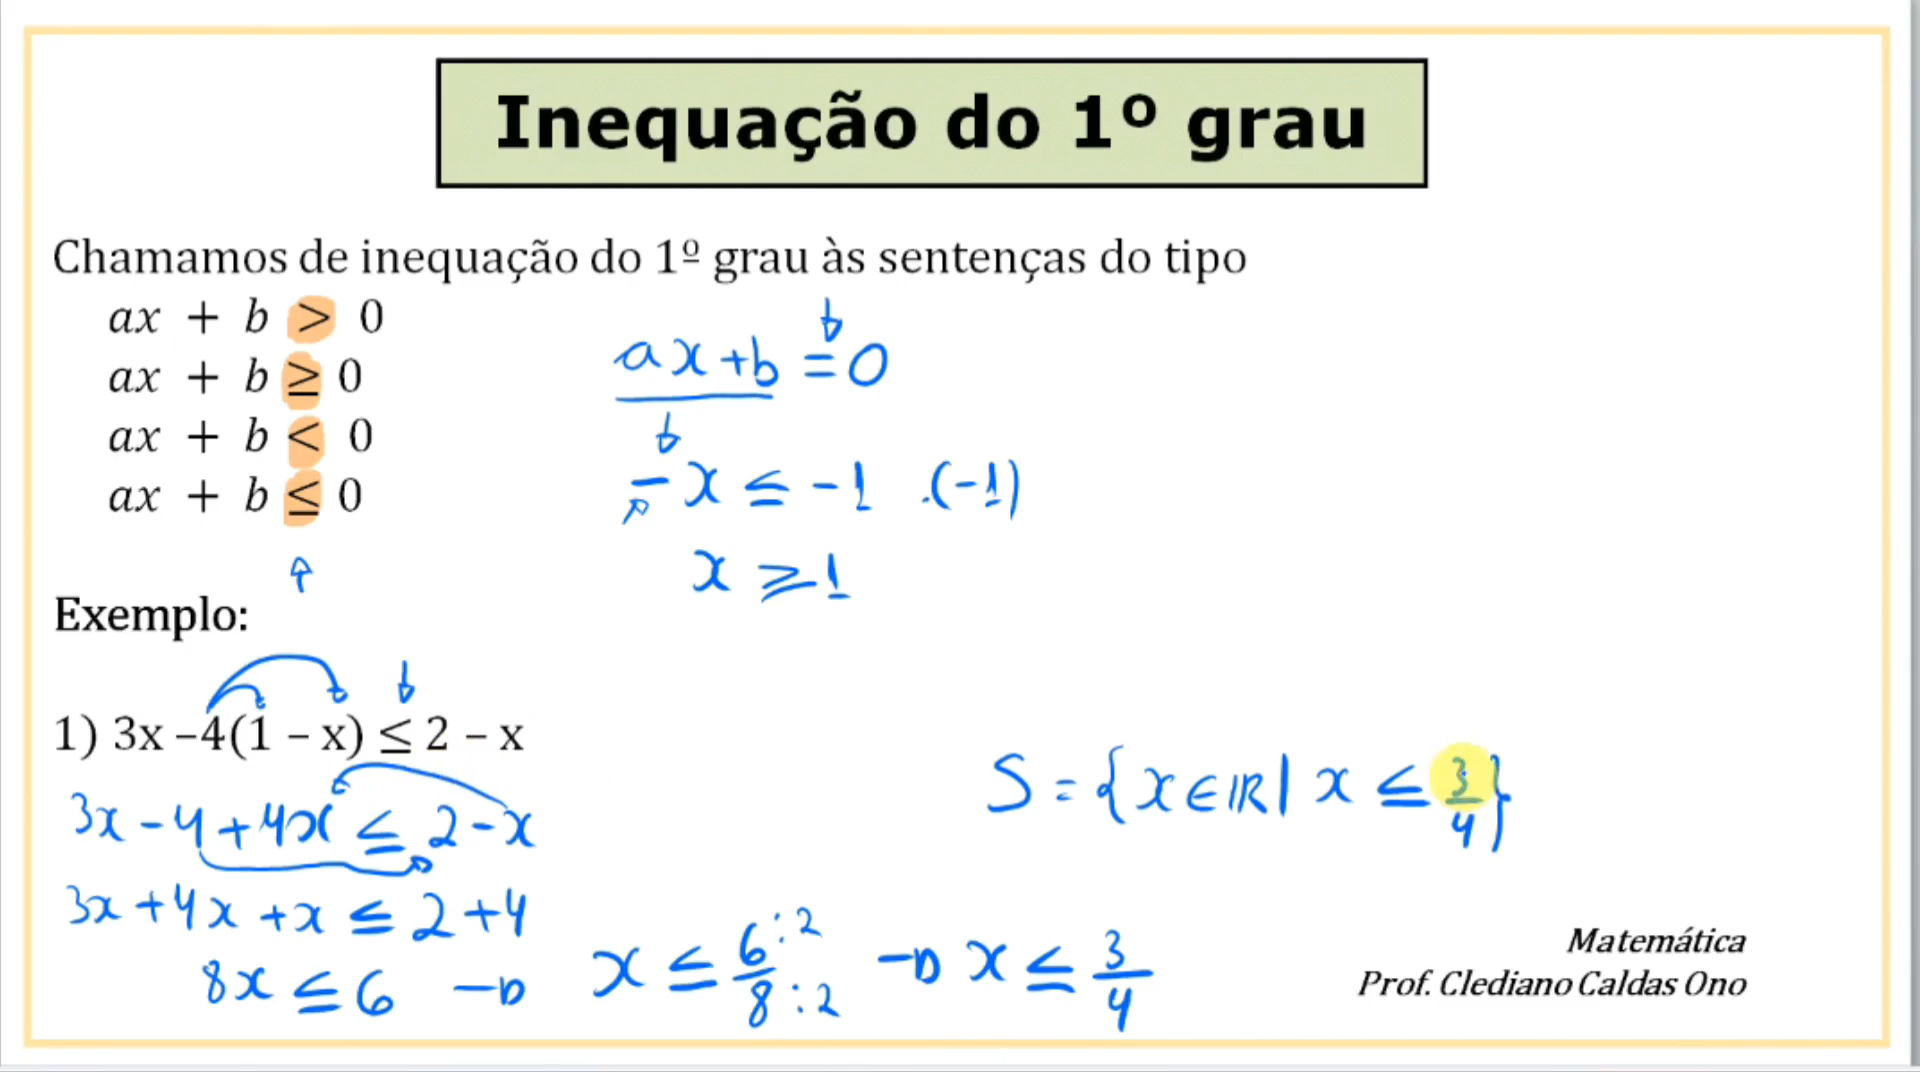 Inequação do 1º grau
Chamamos de inequação do 1º grau às sentenças do tipo
ax + b > 0
ax + b ≥ 0
ax + b < 0
ax + b ≤ 0
ax+b = 0
-x ≤ -1 .(-1)
x ≥ 1
Exemplo:
1) 3x –4(1 – x) ≤ 2 – x
3x - 4 + 4x ≤ 2 - x
3x + 4x + x ≤ 2 + 4
8x ≤ 6 → x ≤ 6:2/8:2 → x ≤ 3/4
S = {x ∈ ℝ | x ≤ 3/4}
Matemática
Prof. Clediano Caldas Ono